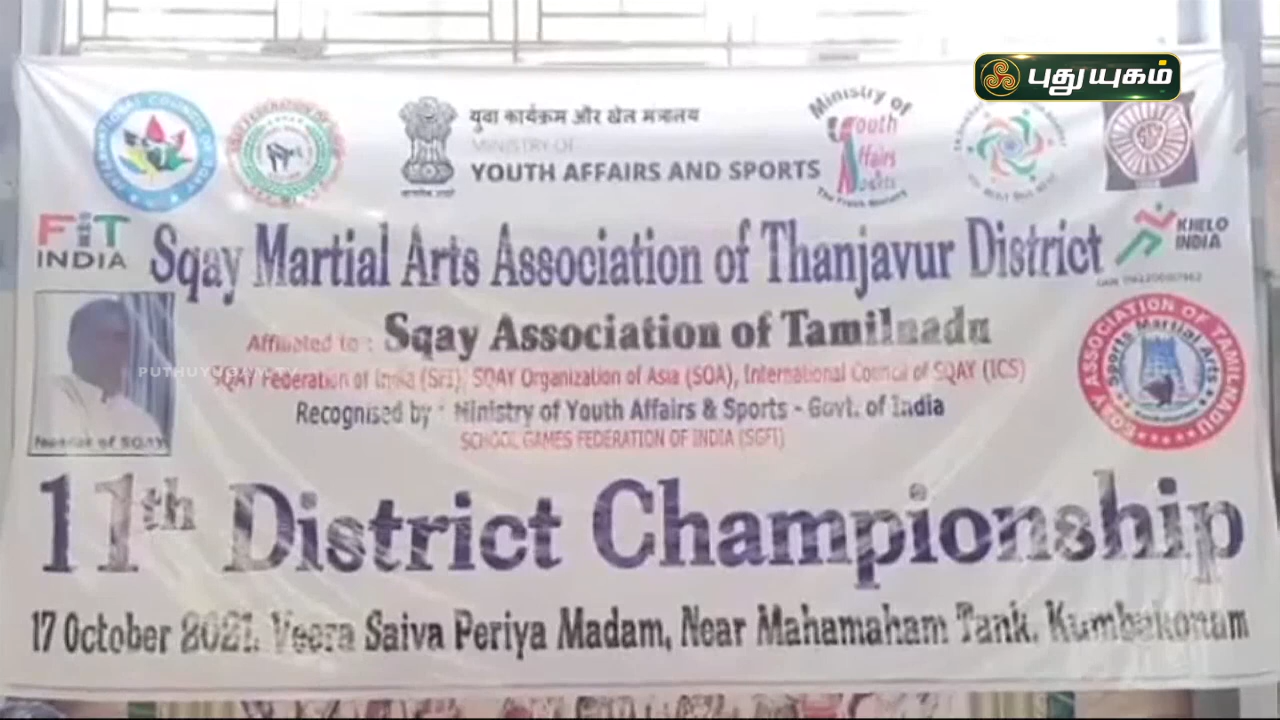 புதுயுகம்
युवा कार्यक्रम और खेल मंत्रालय
MINISTRY OF
YOUTH AFFAIRS AND SPORTS
Ministry of
Youth
Affairs
Sports
FiT
INDIA
Sqay Martial Arts Association of Thanjavur District
KHELO
INDIA
Affiliated to : Sqay Association of Tamilnadu
SQAY Federation of India (SFI), SQAY Organization of Asia (SOA), International Council of SQAY (ICS)
PUTHUYUGAM TV
Recognised by : Ministry of Youth Affairs & Sports - Govt. of India
SCHOOL GAMES FEDERATION OF INDIA (SGFI)
of SQAY
SQAY ASSOCIATION OF TAMILNADU
Sports Martial Arts
11th District Championship
17 October 2021. Veera Saiva Periya Madam, Near Mahamaham Tank, Kumbakonam